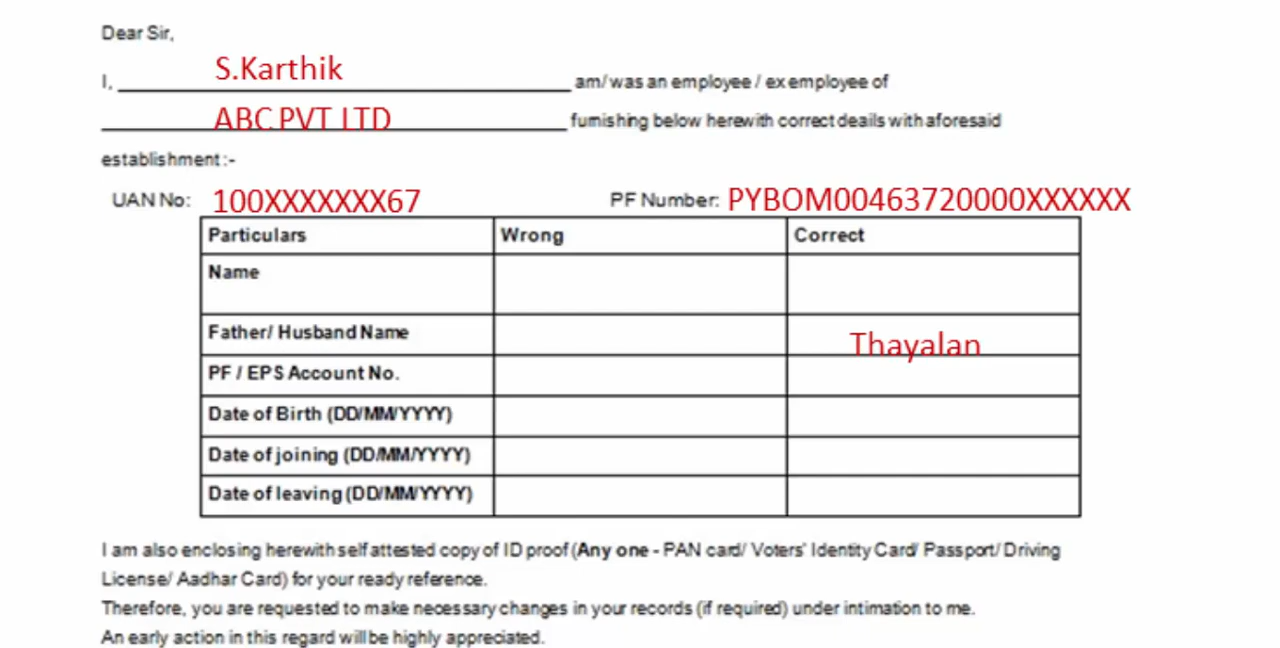 Dear Sir,
I, S.Karthik am/ was an employee / ex employee of
ABC PVT LTD furnishing below herewith correct deails with aforesaid
establishment :-
UAN No: 100XXXXXXX67 PF Number: PYBOM00463720000XXXXXX
Particulars Wrong Correct
Name
Father/ Husband Name Thayalan
PF / EPS Account No.
Date of Birth (DD/MM/YYYY)
Date of joining (DD/MM/YYYY)
Date of leaving (DD/MM/YYYY)
I am also enclosing herewith self attested copy of ID proof (Any one - PAN card/ Voters' Identity Card/ Passport/ Driving
License/ Aadhar Card) for your ready reference.
Therefore, you are requested to make necessary changes in your records (if required) under intimation to me.
An early action in this regard will be highly appreciated.